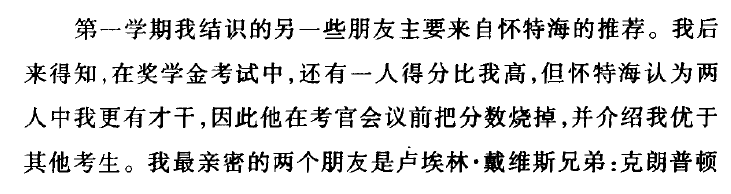 第一学期我结识的另一些朋友主要来自怀特海的推荐。我后
来得知,在奖学金考试中,还有一人得分比我高,但怀特海认为两
人中我更有才干,因此他在考官会议前把分数烧掉,并介绍我优于
其他考生。我最亲密的两个朋友是卢埃林·戴维斯兄弟:克朗普顿